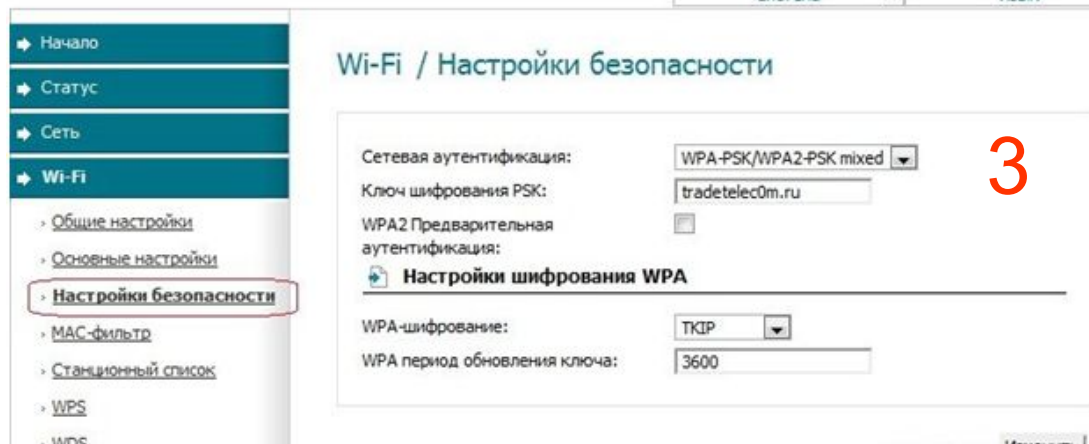 Начало
Статус
Сеть
Wi-Fi
Общие настройки
Основные настройки
Настройки безопасности
MAC-фильтр
Станционный список
WPS
WDS
Wi-Fi / Настройки безопасности
3
Сетевая аутентификация: WPA-PSK/WPA2-PSK mixed
Ключ шифрования PSK: tradetelec0m.ru
WPA2 Предварительная
аутентификация:
Настройки шифрования WPA
WPA-шифрование: TKIP
WPA период обновления ключа: 3600